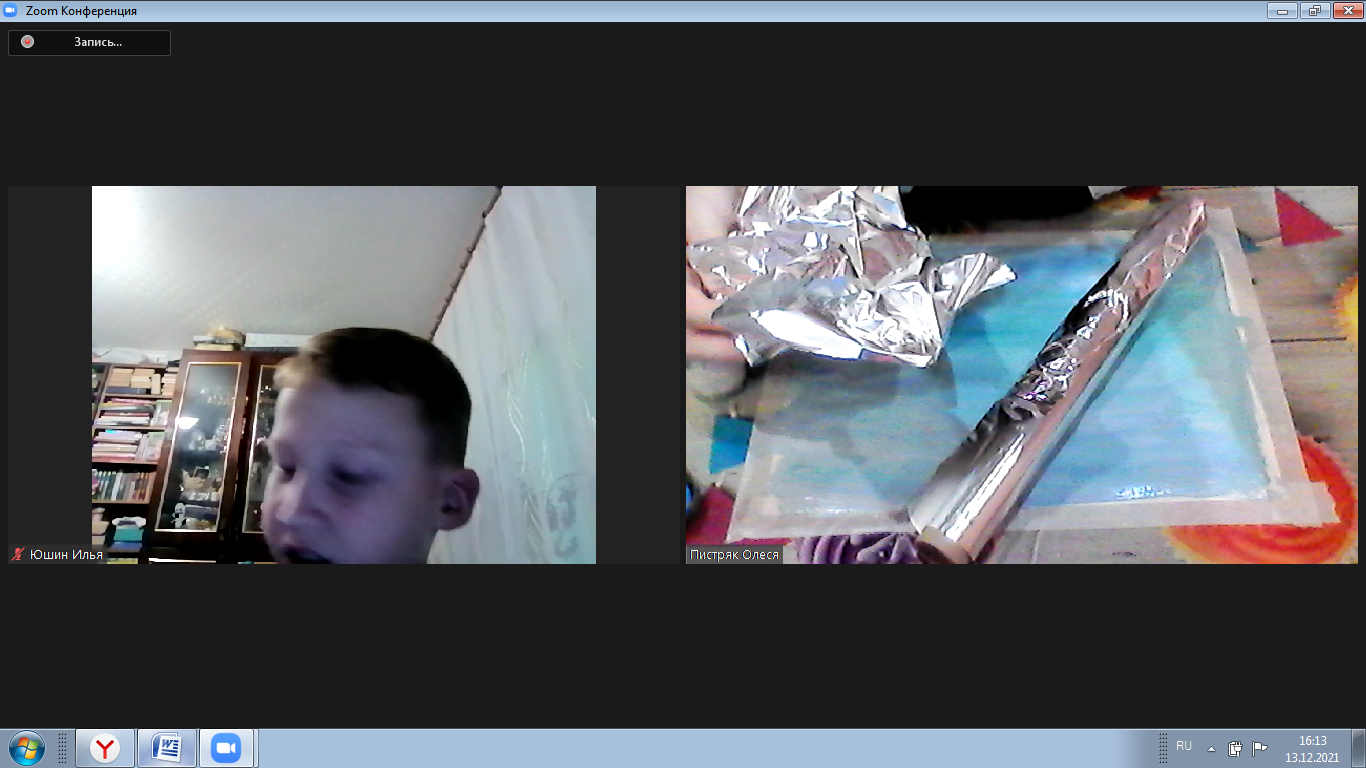 Zoom Конференция
Запись...
Юшин Илья
Пистряк Олеся
RU
16:13
13.12.2021